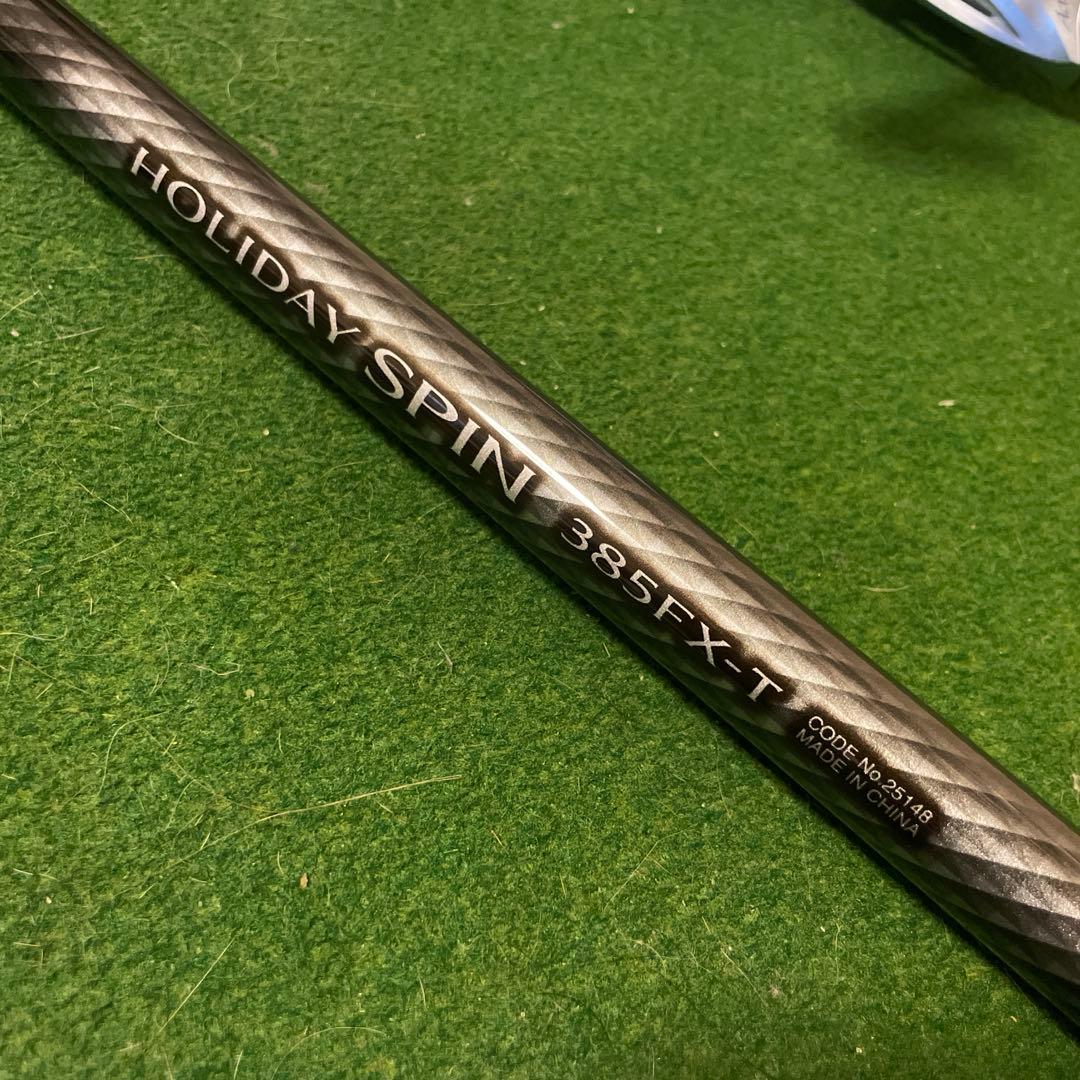 HOLIDAY SPIN 385FX-T
CODE No.25148
MADE IN CHINA